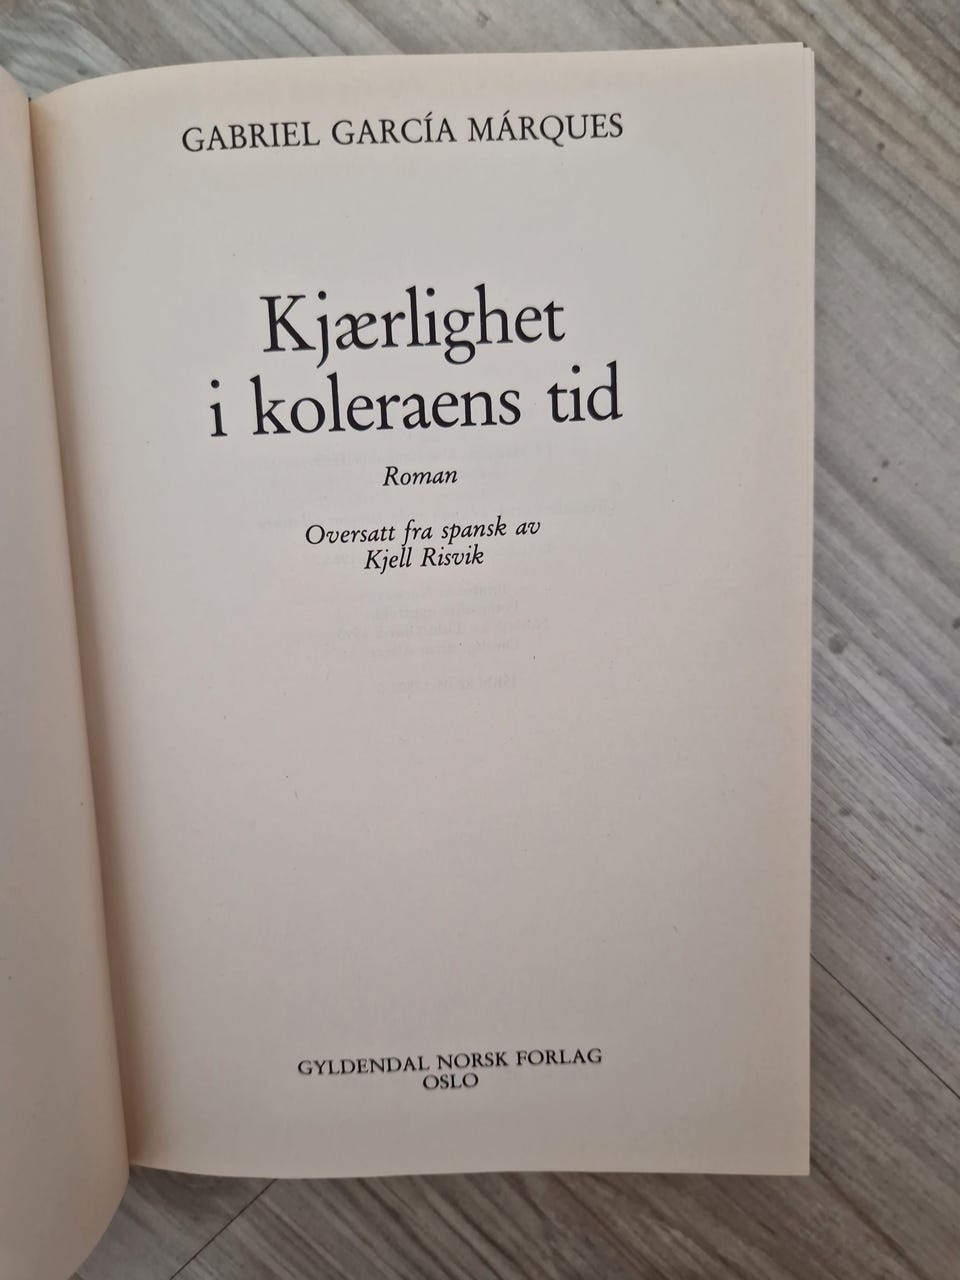 GABRIEL GARCÍA MÁRQUES
Kjærlighet
i koleraens tid
Roman
Oversatt fra spansk av
Kjell Risvik
GYLDENDAL NORSK FORLAG
OSLO